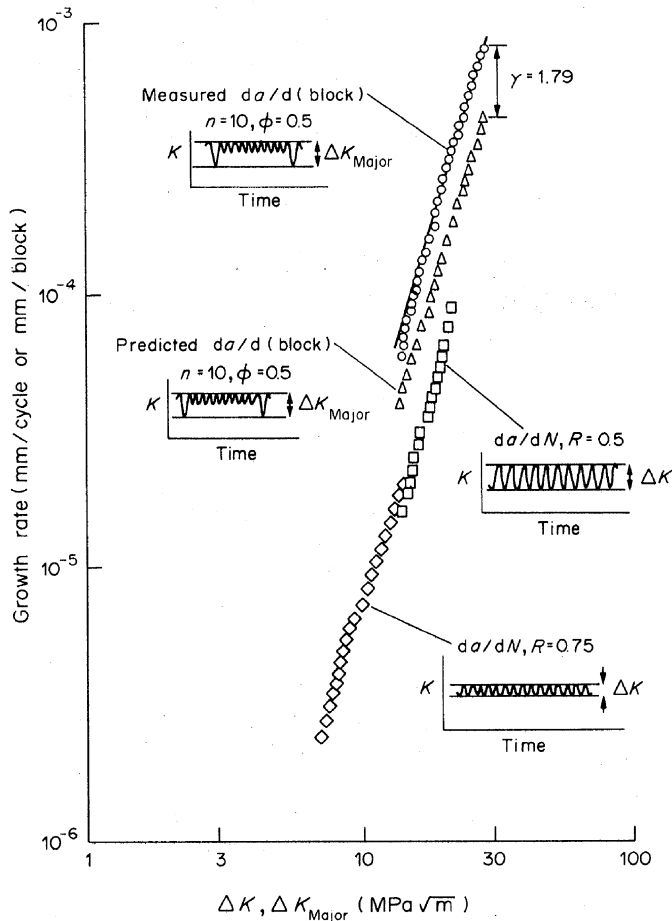 10⁻³
Measured da/d(block)
n=10, ϕ=0.5
K
ΔK_Major
Time
γ = 1.79
10⁻⁴
Predicted da/d(block)
n=10, ϕ=0.5
K
ΔK_Major
Time
da/dN, R=0.5
K
ΔK
Time
10⁻⁵
da/dN, R=0.75
K
ΔK
Time
10⁻⁶
Growth rate (mm/cycle or mm/block)
1 3 10 30 100
ΔK, ΔK_Major (MPa√m)